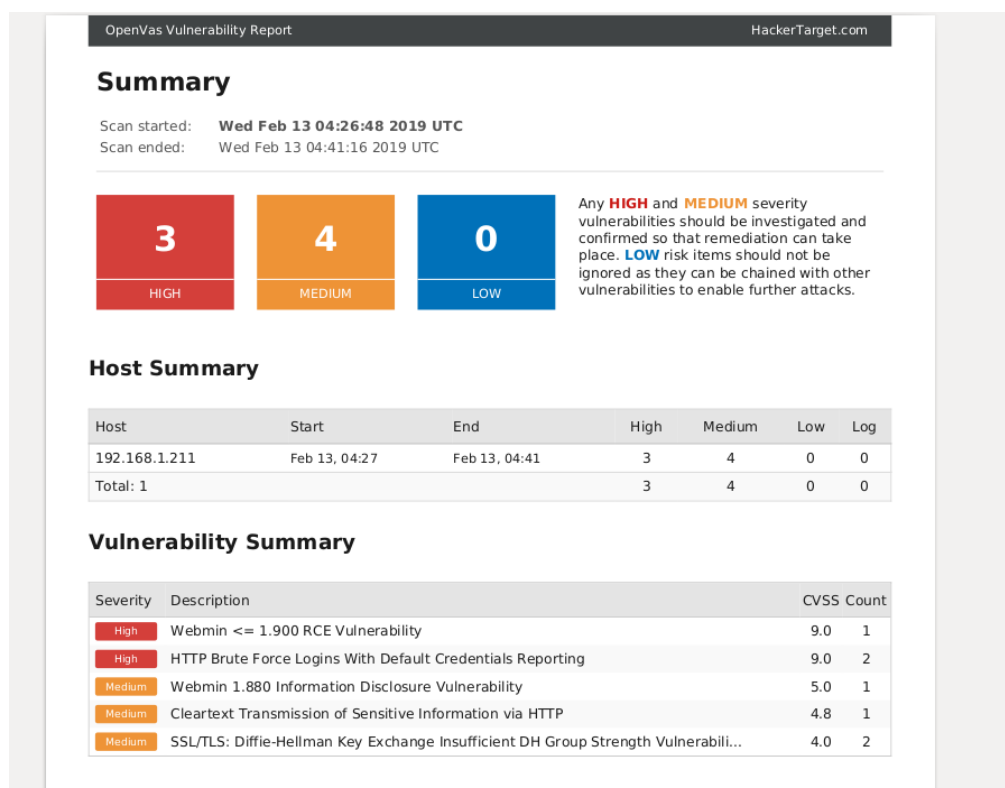 OpenVas Vulnerability Report HackerTarget.com
Summary
Scan started: Wed Feb 13 04:26:48 2019 UTC
Scan ended: Wed Feb 13 04:41:16 2019 UTC
3 4 0
HIGH MEDIUM LOW
Any HIGH and MEDIUM severity
vulnerabilities should be investigated and
confirmed so that remediation can take
place. LOW risk items should not be
ignored as they can be chained with other
vulnerabilities to enable further attacks.
Host Summary
Host Start End High Medium Low Log
192.168.1.211 Feb 13, 04:27 Feb 13, 04:41 3 4 0 0
Total: 1 3 4 0 0
Vulnerability Summary
Severity Description CVSS Count
High Webmin <= 1.900 RCE Vulnerability 9.0 1
High HTTP Brute Force Logins With Default Credentials Reporting 9.0 2
Medium Webmin 1.880 Information Disclosure Vulnerability 5.0 1
Medium Cleartext Transmission of Sensitive Information via HTTP 4.8 1
Medium SSL/TLS: Diffie-Hellman Key Exchange Insufficient DH Group Strength Vulnerabili... 4.0 2